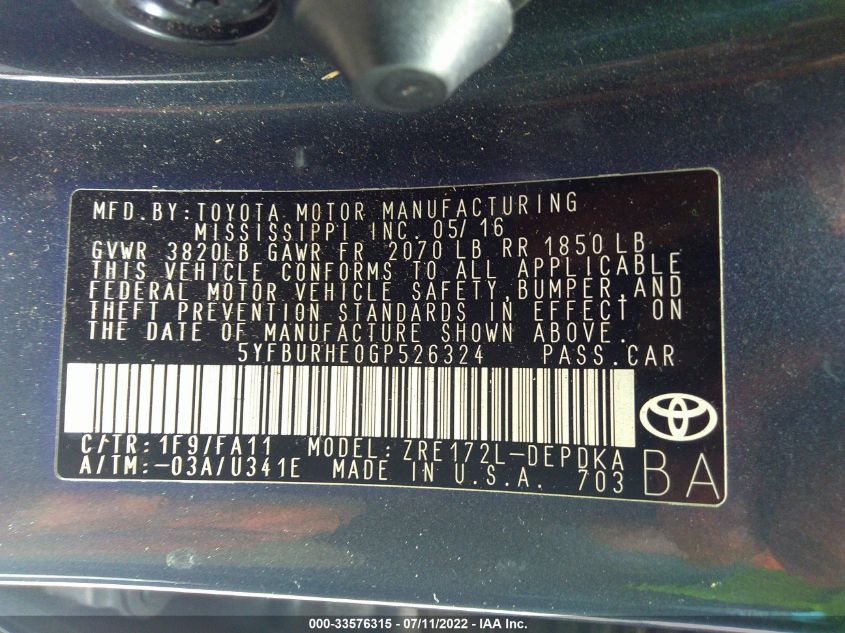 MFD.BY:TOYOTA MOTOR MANUFACTURING
MISSISSIPPI INC. 05/16
GVWR 3820LB GAWR FR 2070 LB RR 1850 LB
THIS VEHICLE CONFORMS TO ALL APPLICABLE
FEDERAL MOTOR VEHICLE SAFETY,BUMPER,AND
THEFT PREVENTION STANDARDS IN EFFECT ON
THE DATE OF MANUFACTURE SHOWN ABOVE.
5YFBURHE0GP526324 PASS.CAR
C/TR:1F9/FA11 MODEL:ZRE172L-DEPDKA
A/TM:-03A/U341E MADE IN U.S.A. 703
BA
000-33576315 - 07/11/2022 - IAA Inc.